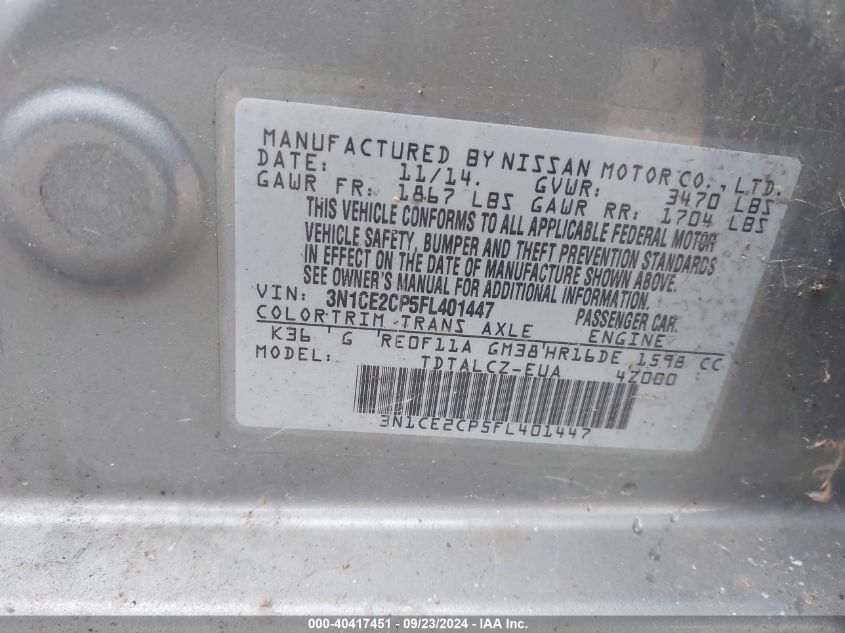 MANUFACTURED BY NISSAN MOTOR CO., LTD.
DATE: 11/14. GVWR: 3470 LBS
GAWR FR: 1867 LBS GAWR RR: 1704 LBS
THIS VEHICLE CONFORMS TO ALL APPLICABLE FEDERAL MOTOR
VEHICLE SAFETY, BUMPER AND THEFT PREVENTION STANDARDS
IN EFFECT ON THE DATE OF MANUFACTURE SHOWN ABOVE.
SEE OWNER'S MANUAL FOR ADDITIONAL INFORMATION.
VIN: 3N1CE2CP5FL401447 PASSENGER CAR
COLOR TRIM TRANS AXLE ENGINE
K36 ' G 'RE0F11A GM38'HR16DE 1598 CC
MODEL: TDTALCZ-EUA 4Z000
3N1CE2CP5FL401447
000-40417451 - 09/23/2024 - IAA, Inc.